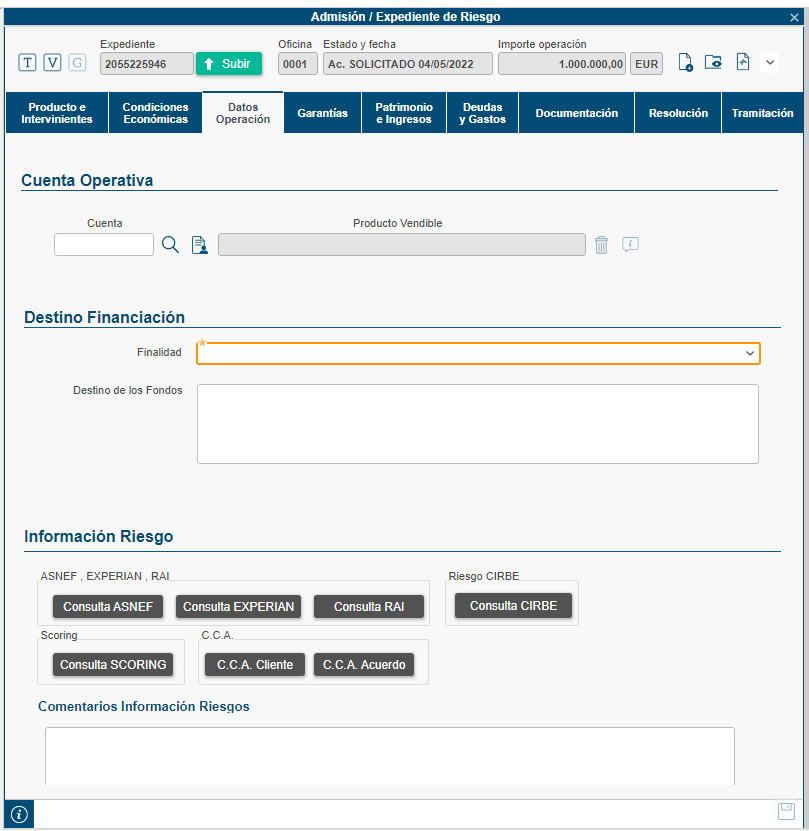 Admisión / Expediente de Riesgo
Expediente
Oficina
Estado y fecha
Importe operación
T V G
2055225946
Subir
0001
Ac. SOLICITADO 04/05/2022
1.000.000,00
EUR
Producto e
Intervinientes
Condiciones
Económicas
Datos
Operación
Garantías
Patrimonio
e Ingresos
Deudas
y Gastos
Documentación
Resolución
Tramitación
Cuenta Operativa
Cuenta
Producto Vendible
Destino Financiación
Finalidad
Destino de los Fondos
Información Riesgo
ASNEF , EXPERIAN , RAI
Riesgo CIRBE
Consulta ASNEF
Consulta EXPERIAN
Consulta RAI
Consulta CIRBE
Scoring
C.C.A.
Consulta SCORING
C.C.A. Cliente
C.C.A. Acuerdo
Comentarios Información Riesgos